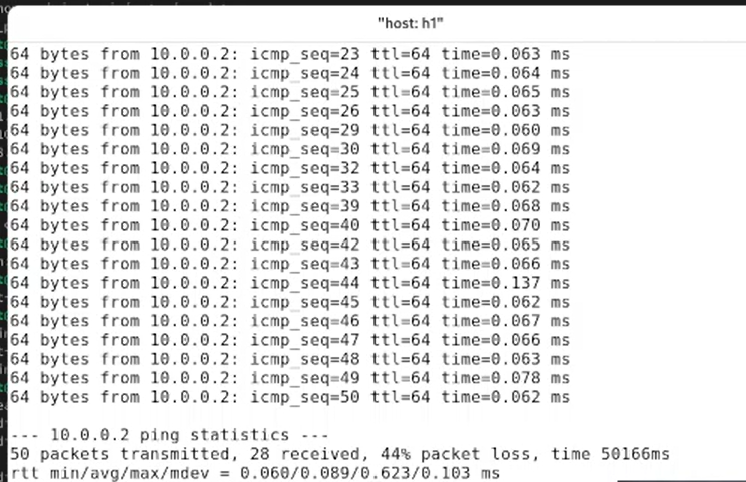 "host: h1"
64 bytes from 10.0.0.2: icmp_seq=23 ttl=64 time=0.063 ms
64 bytes from 10.0.0.2: icmp_seq=24 ttl=64 time=0.064 ms
64 bytes from 10.0.0.2: icmp_seq=25 ttl=64 time=0.065 ms
64 bytes from 10.0.0.2: icmp_seq=26 ttl=64 time=0.063 ms
64 bytes from 10.0.0.2: icmp_seq=29 ttl=64 time=0.060 ms
64 bytes from 10.0.0.2: icmp_seq=30 ttl=64 time=0.069 ms
64 bytes from 10.0.0.2: icmp_seq=32 ttl=64 time=0.064 ms
64 bytes from 10.0.0.2: icmp_seq=33 ttl=64 time=0.062 ms
64 bytes from 10.0.0.2: icmp_seq=39 ttl=64 time=0.068 ms
64 bytes from 10.0.0.2: icmp_seq=40 ttl=64 time=0.070 ms
64 bytes from 10.0.0.2: icmp_seq=42 ttl=64 time=0.065 ms
64 bytes from 10.0.0.2: icmp_seq=43 ttl=64 time=0.066 ms
64 bytes from 10.0.0.2: icmp_seq=44 ttl=64 time=0.137 ms
64 bytes from 10.0.0.2: icmp_seq=45 ttl=64 time=0.062 ms
64 bytes from 10.0.0.2: icmp_seq=46 ttl=64 time=0.067 ms
64 bytes from 10.0.0.2: icmp_seq=47 ttl=64 time=0.066 ms
64 bytes from 10.0.0.2: icmp_seq=48 ttl=64 time=0.063 ms
64 bytes from 10.0.0.2: icmp_seq=49 ttl=64 time=0.078 ms
64 bytes from 10.0.0.2: icmp_seq=50 ttl=64 time=0.062 ms
--- 10.0.0.2 ping statistics ---
50 packets transmitted, 28 received, 44% packet loss, time 50166ms
rtt min/avg/max/mdev = 0.060/0.089/0.623/0.103 ms